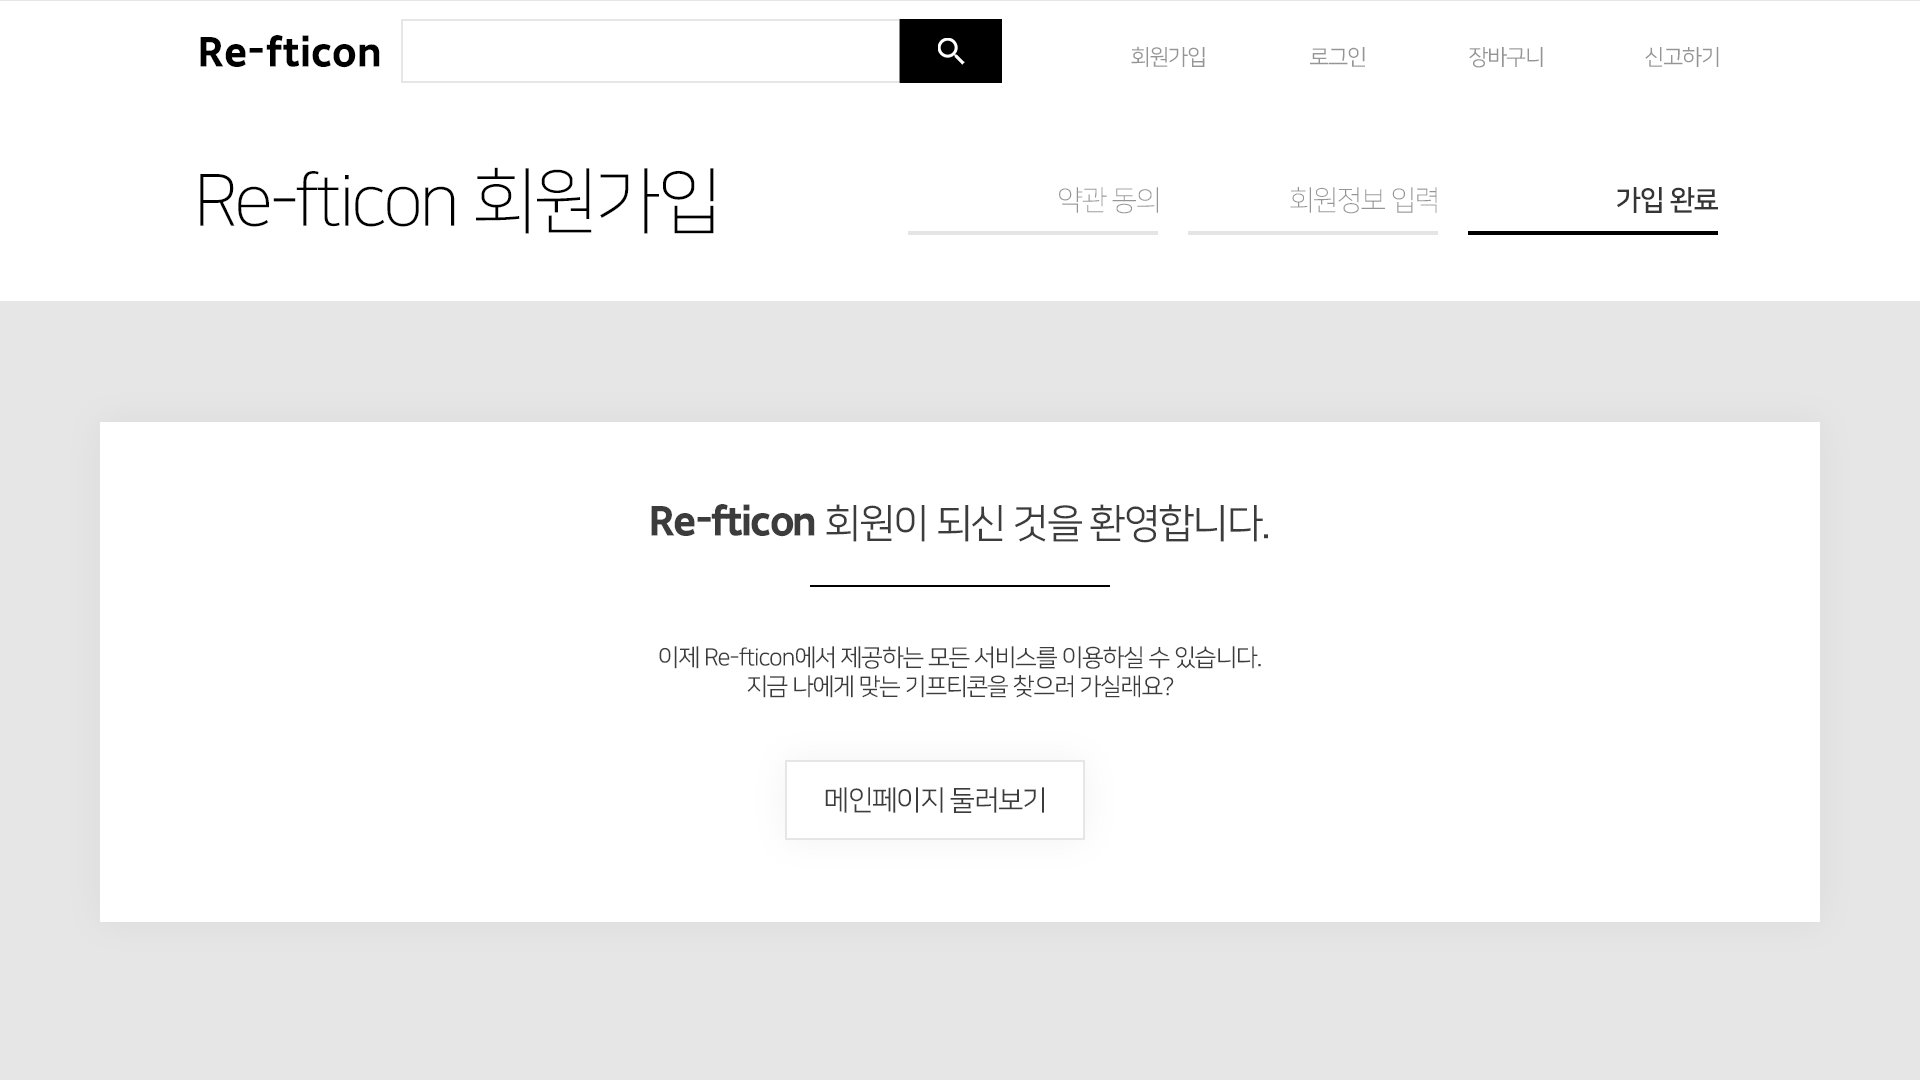 Re-fticon
회원가입 로그인 장바구니 신고하기
Re-fticon 회원가입
약관 동의 회원정보 입력 가입 완료
Re-fticon 회원이 되신 것을 환영합니다.
이제 Re-fticon에서 제공하는 모든 서비스를 이용하실 수 있습니다.
지금 나에게 맞는 기프티콘을 찾으러 가실래요?
메인페이지 둘러보기